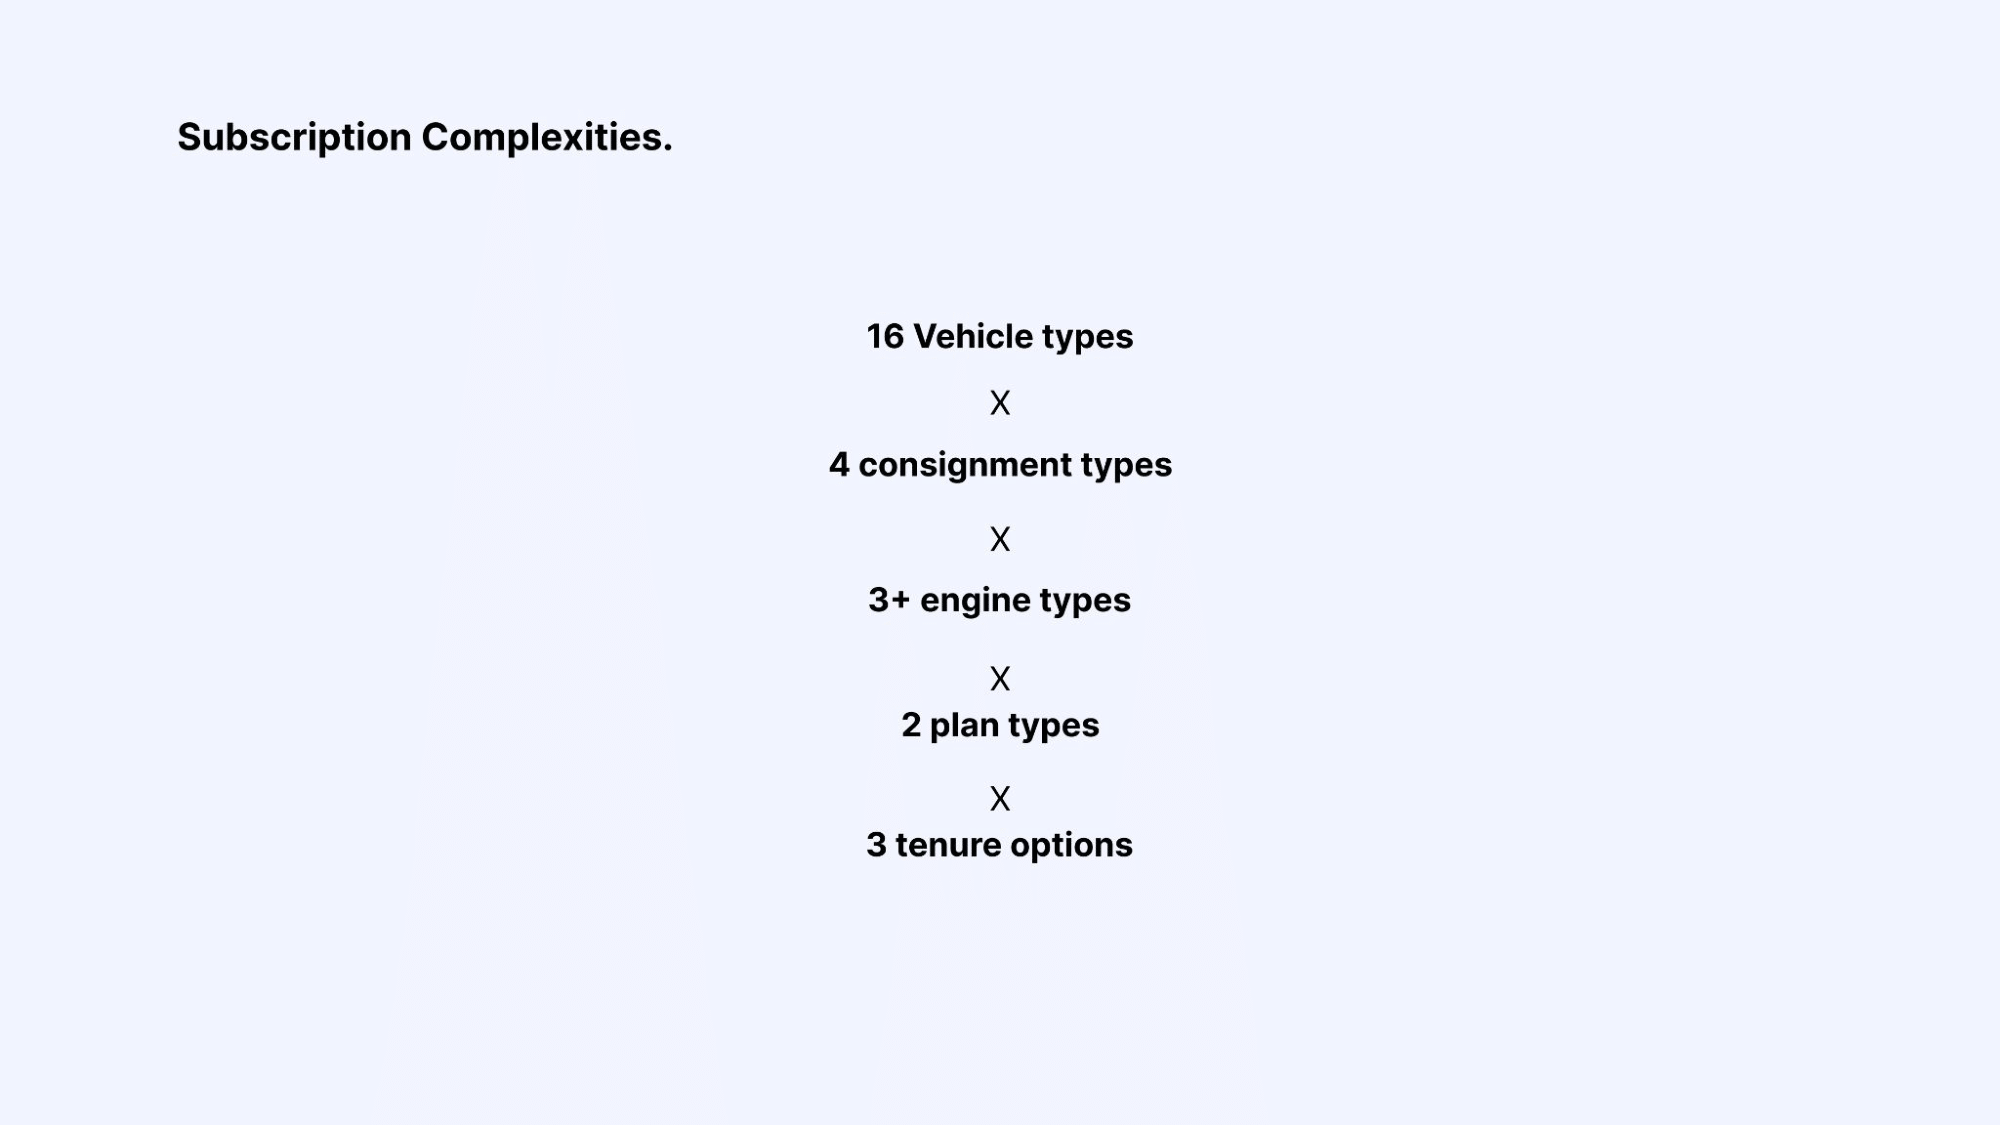 Subscription Complexities.
16 Vehicle types
X
4 consignment types
X
3+ engine types
X
2 plan types
X
3 tenure options